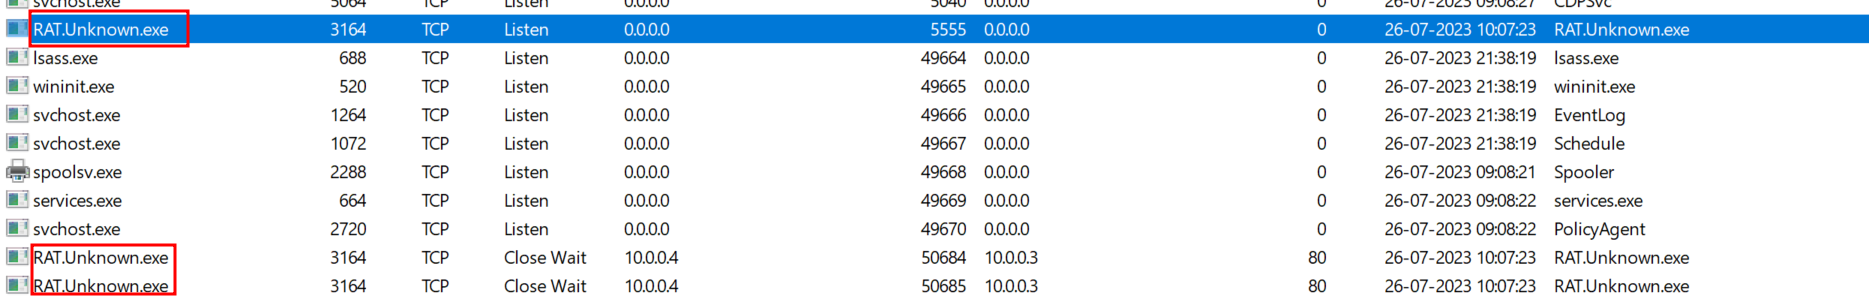 svchost.exe 5064 TCP Listen 0.0.0.0 5040 0.0.0.0 0 26-07-2023 09:08:27 CDPSvc
RAT.Unknown.exe 3164 TCP Listen 0.0.0.0 5555 0.0.0.0 0 26-07-2023 10:07:23 RAT.Unknown.exe
lsass.exe 688 TCP Listen 0.0.0.0 49664 0.0.0.0 0 26-07-2023 21:38:19 lsass.exe
wininit.exe 520 TCP Listen 0.0.0.0 49665 0.0.0.0 0 26-07-2023 21:38:19 wininit.exe
svchost.exe 1264 TCP Listen 0.0.0.0 49666 0.0.0.0 0 26-07-2023 21:38:19 EventLog
svchost.exe 1072 TCP Listen 0.0.0.0 49667 0.0.0.0 0 26-07-2023 21:38:19 Schedule
spoolsv.exe 2288 TCP Listen 0.0.0.0 49668 0.0.0.0 0 26-07-2023 09:08:21 Spooler
services.exe 664 TCP Listen 0.0.0.0 49669 0.0.0.0 0 26-07-2023 09:08:22 services.exe
svchost.exe 2720 TCP Listen 0.0.0.0 49670 0.0.0.0 0 26-07-2023 09:08:22 PolicyAgent
RAT.Unknown.exe 3164 TCP Close Wait 10.0.0.4 50684 10.0.0.3 80 26-07-2023 10:07:23 RAT.Unknown.exe
RAT.Unknown.exe 3164 TCP Close Wait 10.0.0.4 50685 10.0.0.3 80 26-07-2023 10:07:23 RAT.Unknown.exe